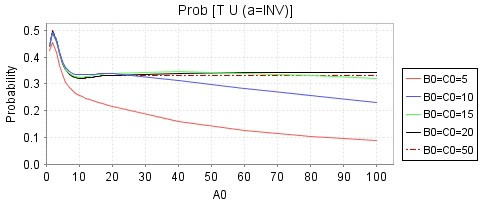 Prob [T U (a=INV)]
0.5
0.4
0.3
0.2
0.1
0.0
Probability
0 10 20 30 40 50 60 70 80 90 100
A0
B0=C0=5
B0=C0=10
B0=C0=15
B0=C0=20
B0=C0=50